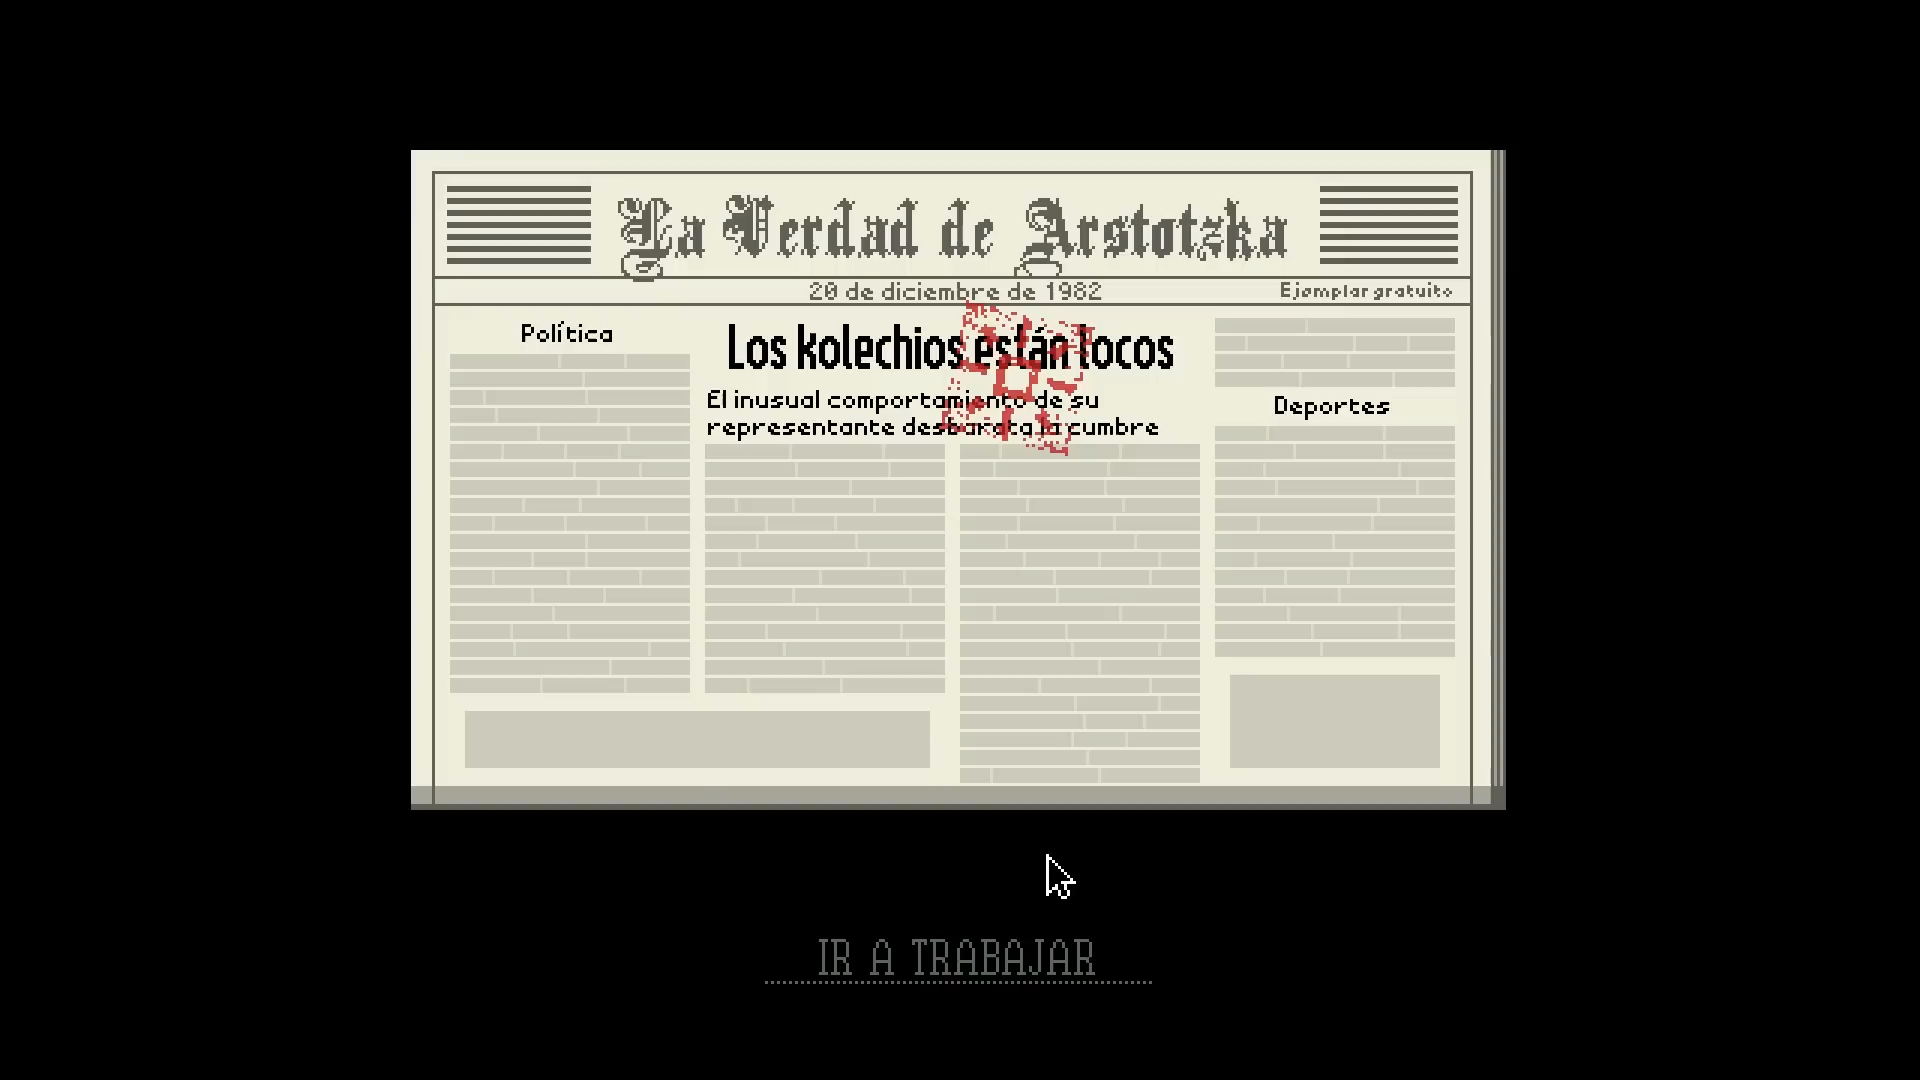 La Verdad de Arstotzka
20 de diciembre de 1982
Ejemplar gratuito
Política
Los kolechios están locos
El inusual comportamiento de su
representante desbarata la cumbre
Deportes
IR A TRABAJAR